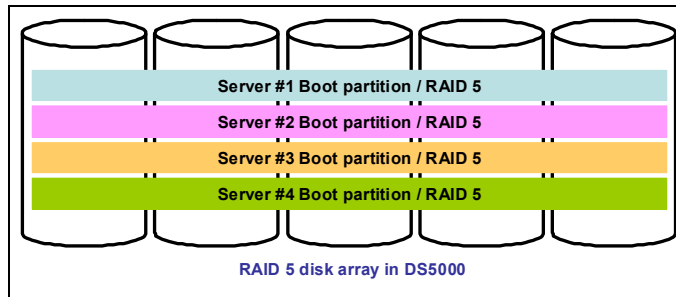 Server #1 Boot partition / RAID 5
Server #2 Boot partition / RAID 5
Server #3 Boot partition / RAID 5
Server #4 Boot partition / RAID 5
RAID 5 disk array in DS5000